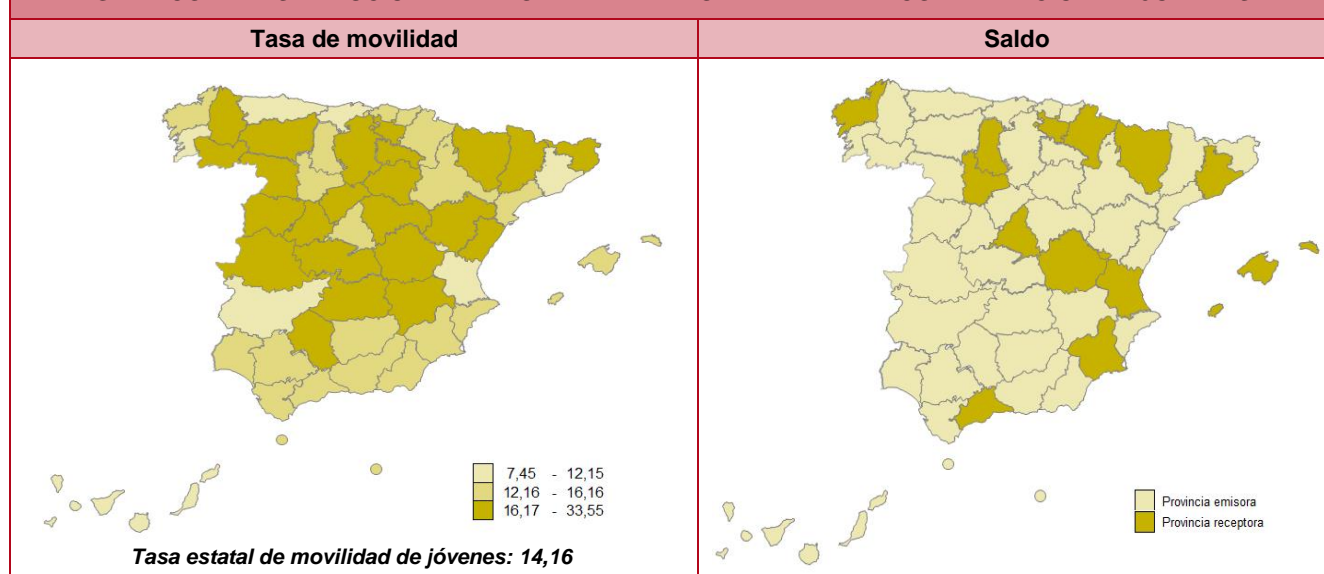 Tasa de movilidad
Saldo
7,45 - 12,15
12,16 - 16,16
16,17 - 33,55
Tasa estatal de movilidad de jóvenes: 14,16
Provincia emisora
Provincia receptora